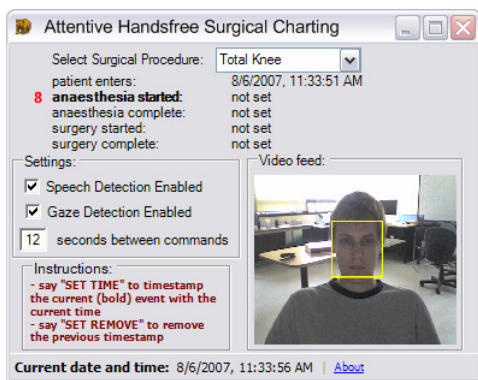 Attentive Handsfree Surgical Charting
Select Surgical Procedure: Total Knee
patient enters: 8/6/2007, 11:33:51 AM
8 anaesthesia started: not set
anaesthesia complete: not set
surgery started: not set
surgery complete: not set
Settings:
Speech Detection Enabled
Gaze Detection Enabled
12 seconds between commands
Video feed:
Instructions:
- say "SET TIME" to timestamp
the current (bold) event with the
current time
- say "SET REMOVE" to remove
the previous timestamp
Current date and time: 8/6/2007, 11:33:56 AM | About